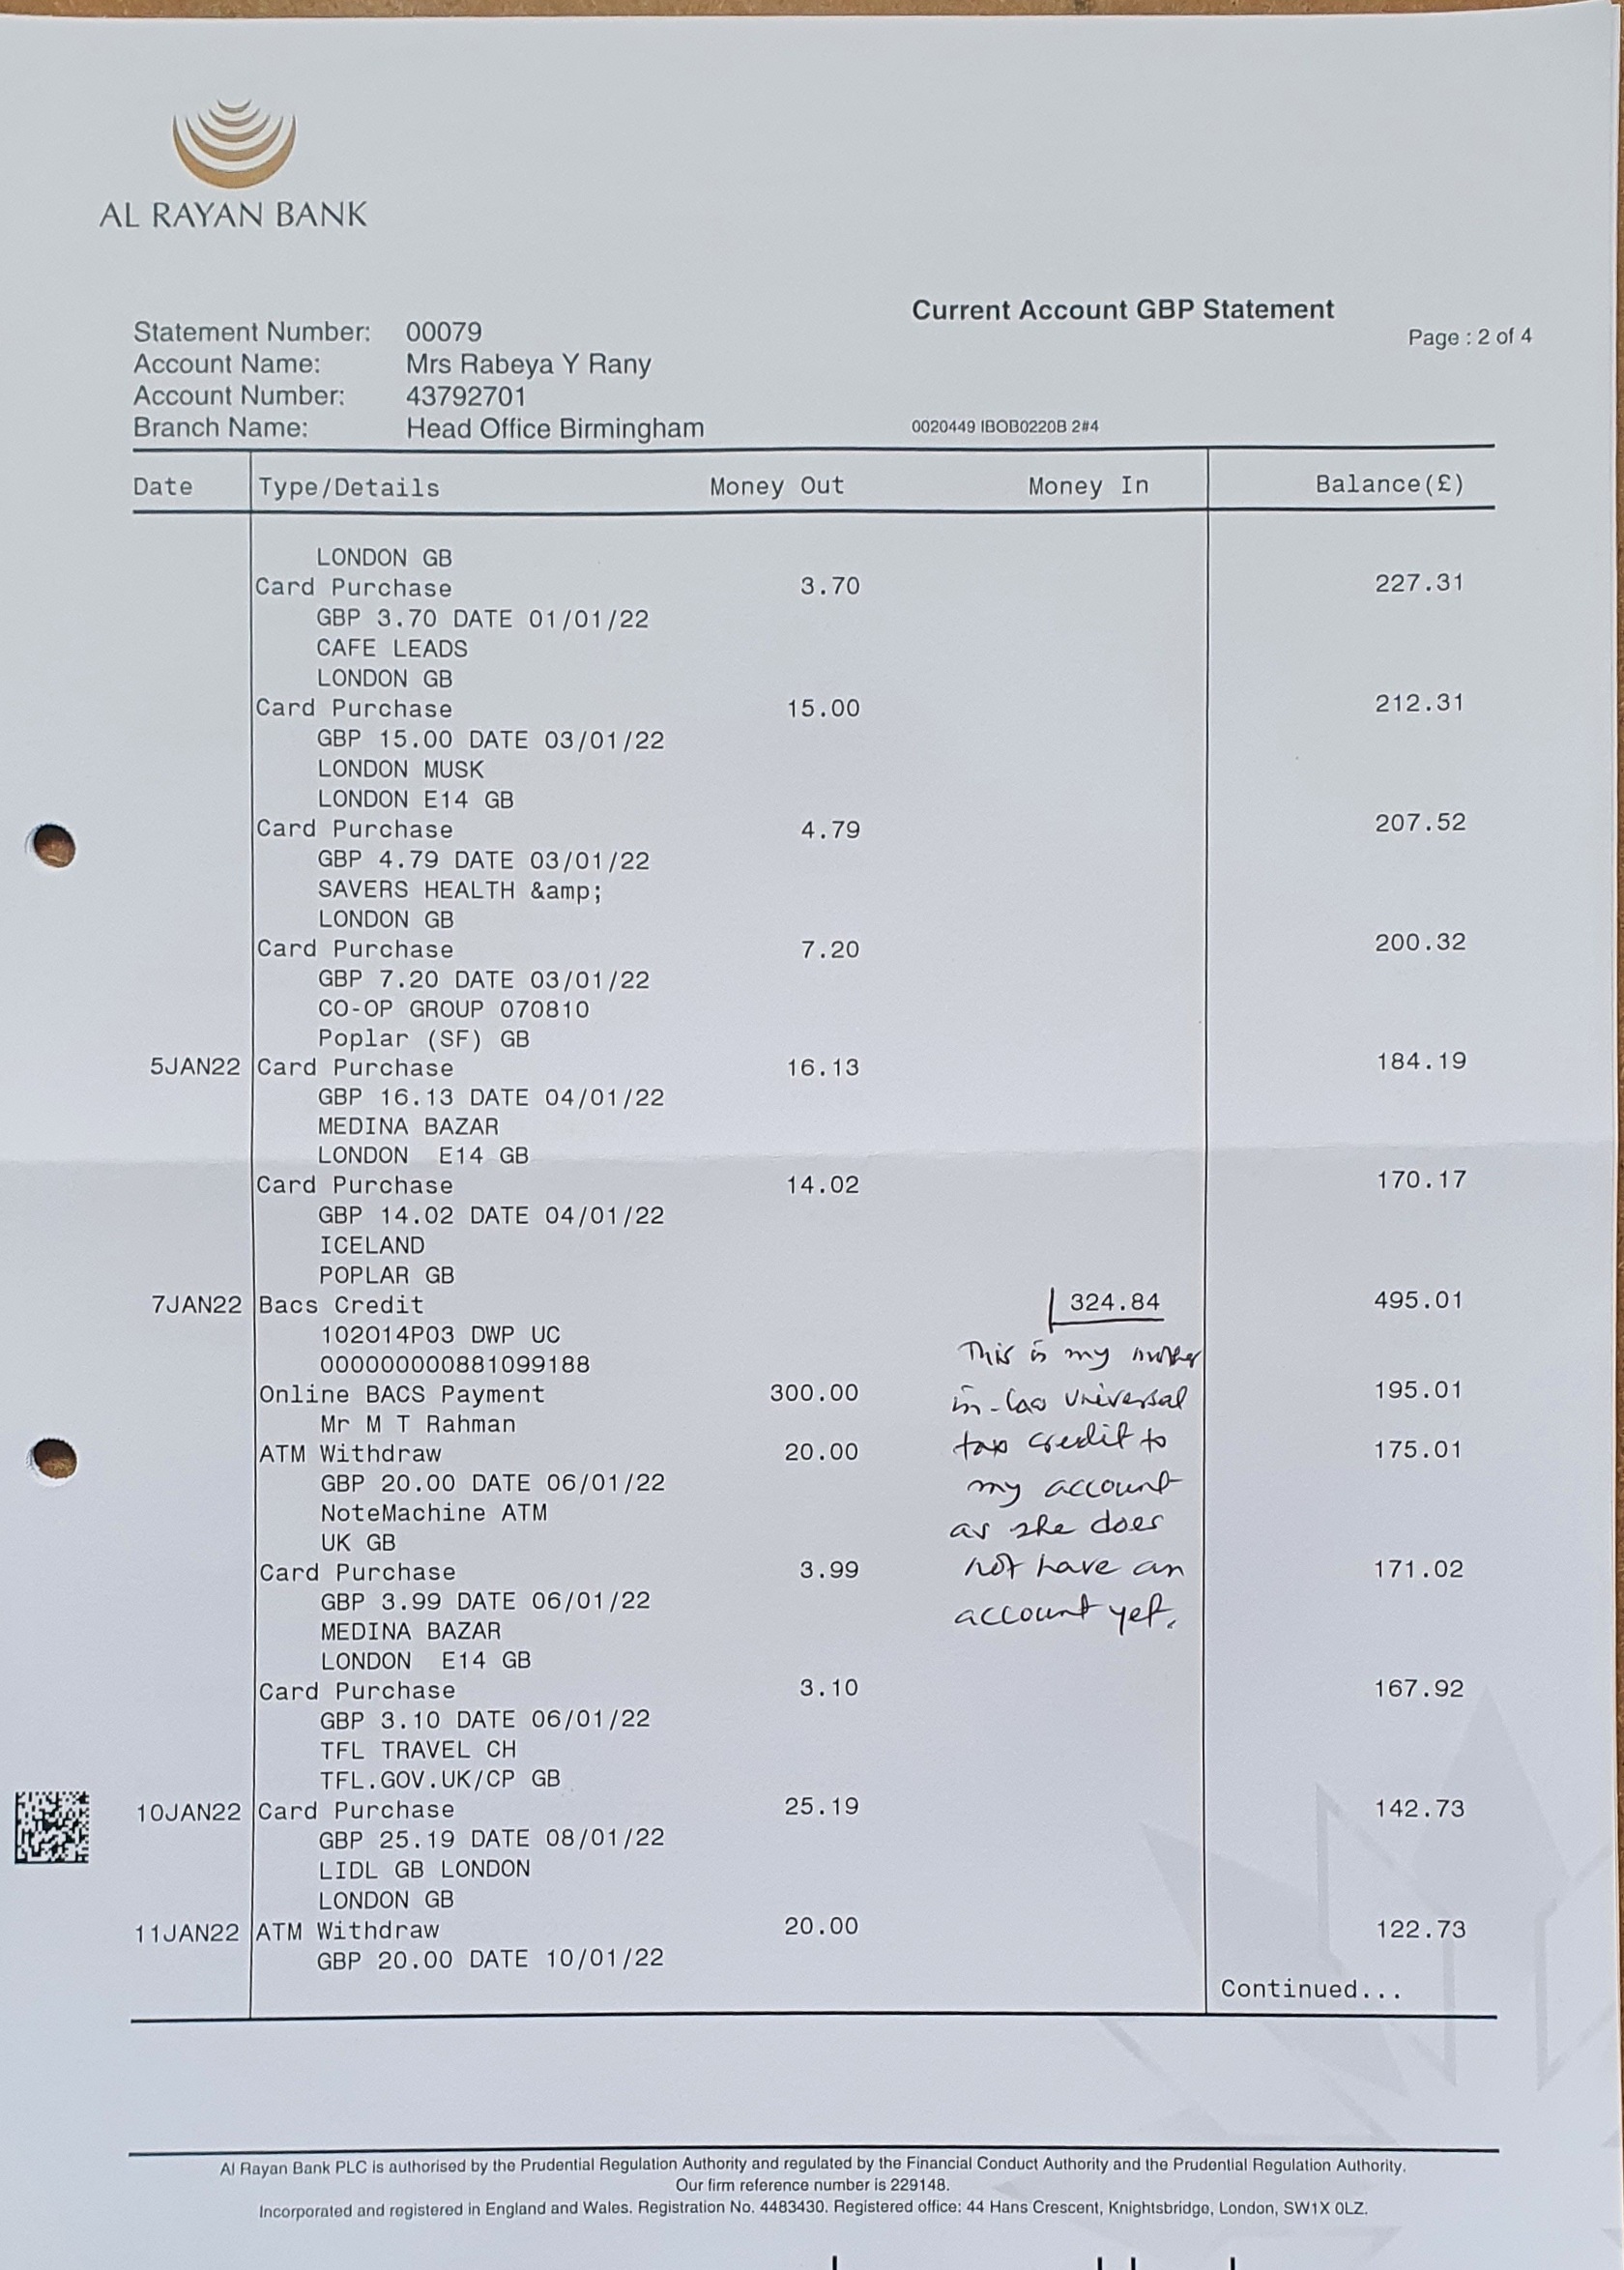 AL RAYAN BANK
Current Account GBP Statement
Page : 2 of 4
Statement Number: 00079
Account Name: Mrs Rabeya Y Rany
Account Number: 43792701
Branch Name: Head Office Birmingham
0020449 IBOB0220B 2#4
Date Type/Details Money Out Money In Balance(£)
LONDON GB
Card Purchase 3.70 227.31
GBP 3.70 DATE 01/01/22
CAFE LEADS
LONDON GB
Card Purchase 15.00 212.31
GBP 15.00 DATE 03/01/22
LONDON MUSK
LONDON E14 GB
Card Purchase 4.79 207.52
GBP 4.79 DATE 03/01/22
SAVERS HEALTH &amp;
LONDON GB
Card Purchase 7.20 200.32
GBP 7.20 DATE 03/01/22
CO-OP GROUP 070810
Poplar (SF) GB
5JAN22 Card Purchase 16.13 184.19
GBP 16.13 DATE 04/01/22
MEDINA BAZAR
LONDON E14 GB
Card Purchase 14.02 170.17
GBP 14.02 DATE 04/01/22
ICELAND
POPLAR GB
7JAN22 Bacs Credit 324.84 495.01
102014P03 DWP UC
000000000881099188
Online BACS Payment 300.00 195.01
Mr M T Rahman
ATM Withdraw 20.00 175.01
GBP 20.00 DATE 06/01/22
NoteMachine ATM
UK GB
Card Purchase 3.99 171.02
GBP 3.99 DATE 06/01/22
MEDINA BAZAR
LONDON E14 GB
Card Purchase 3.10 167.92
GBP 3.10 DATE 06/01/22
TFL TRAVEL CH
TFL.GOV.UK/CP GB
10JAN22 Card Purchase 25.19 142.73
GBP 25.19 DATE 08/01/22
LIDL GB LONDON
LONDON GB
11JAN22 ATM Withdraw 20.00 122.73
GBP 20.00 DATE 10/01/22
Continued...
This is my mother
in-law universal
tax credit to
my account
as she does
not have an
account yet.
Al Rayan Bank PLC is authorised by the Prudential Regulation Authority and regulated by the Financial Conduct Authority and the Prudential Regulation Authority.
Our firm reference number is 229148.
Incorporated and registered in England and Wales. Registration No. 4483430. Registered office: 44 Hans Crescent, Knightsbridge, London, SW1X 0LZ.